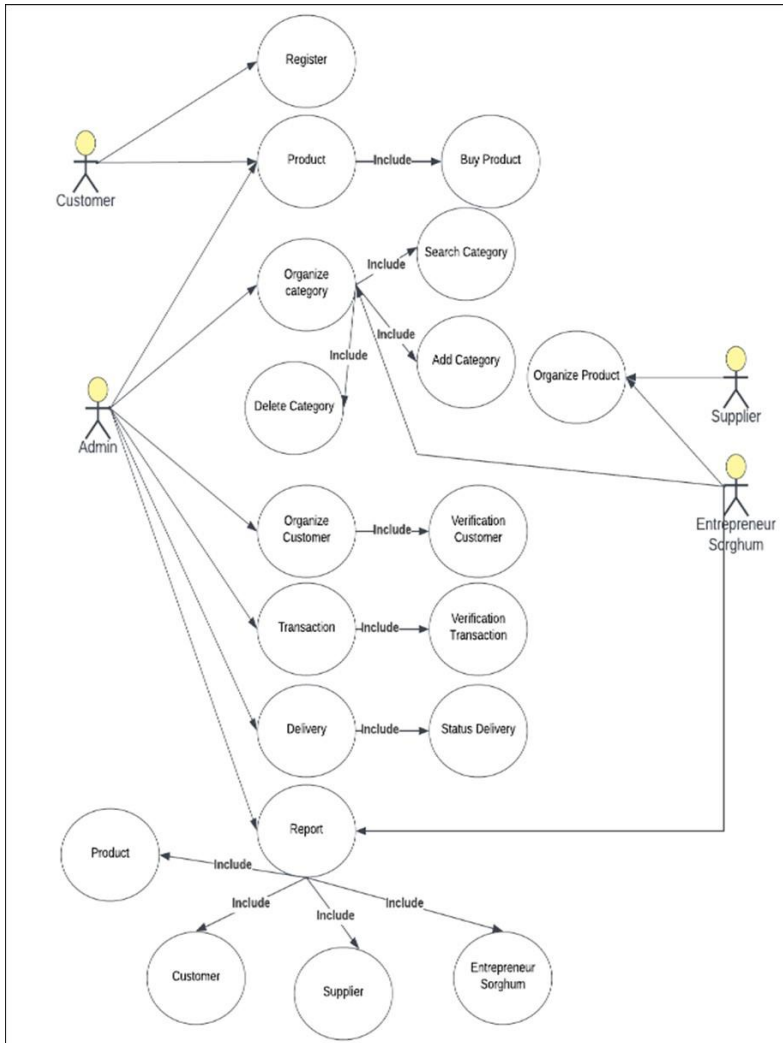 Register
Customer
Product
Include
Buy Product
Organize
category
Include
Search Category
Include
Add Category
Include
Delete Category
Organize Product
Supplier
Admin
Entrepreneur
Sorghum
Organize
Customer
Include
Verification
Customer
Transaction
Include
Verification
Transaction
Delivery
Include
Status Delivery
Report
Product
Include
Include
Include
Include
Customer
Supplier
Entrepreneur
Sorghum